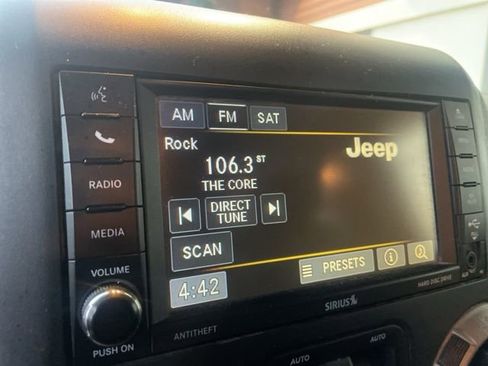 AM FM SAT
Rock
Jeep
106.3 ST
THE CORE
RADIO
DIRECT
TUNE
MEDIA
SCAN
PRESETS
VOLUME
4:42
SIRIUS
HARD DISC DRIVE
PUSH ON
ANTITHEFT
AUTO
AUTO